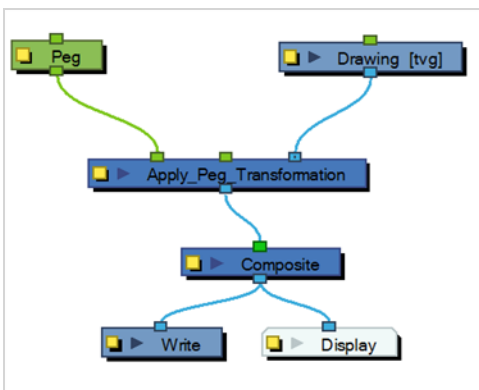 Peg
Drawing [tvg]
Apply_Peg_Transformation
Composite
Write
Display